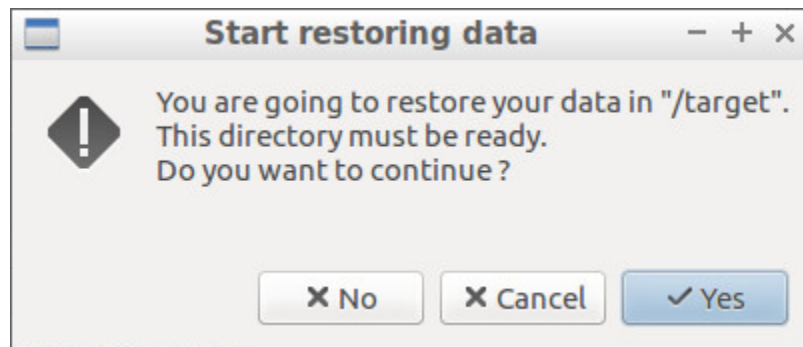 Start restoring data
You are going to restore your data in "/target".
This directory must be ready.
Do you want to continue ?
No Cancel Yes